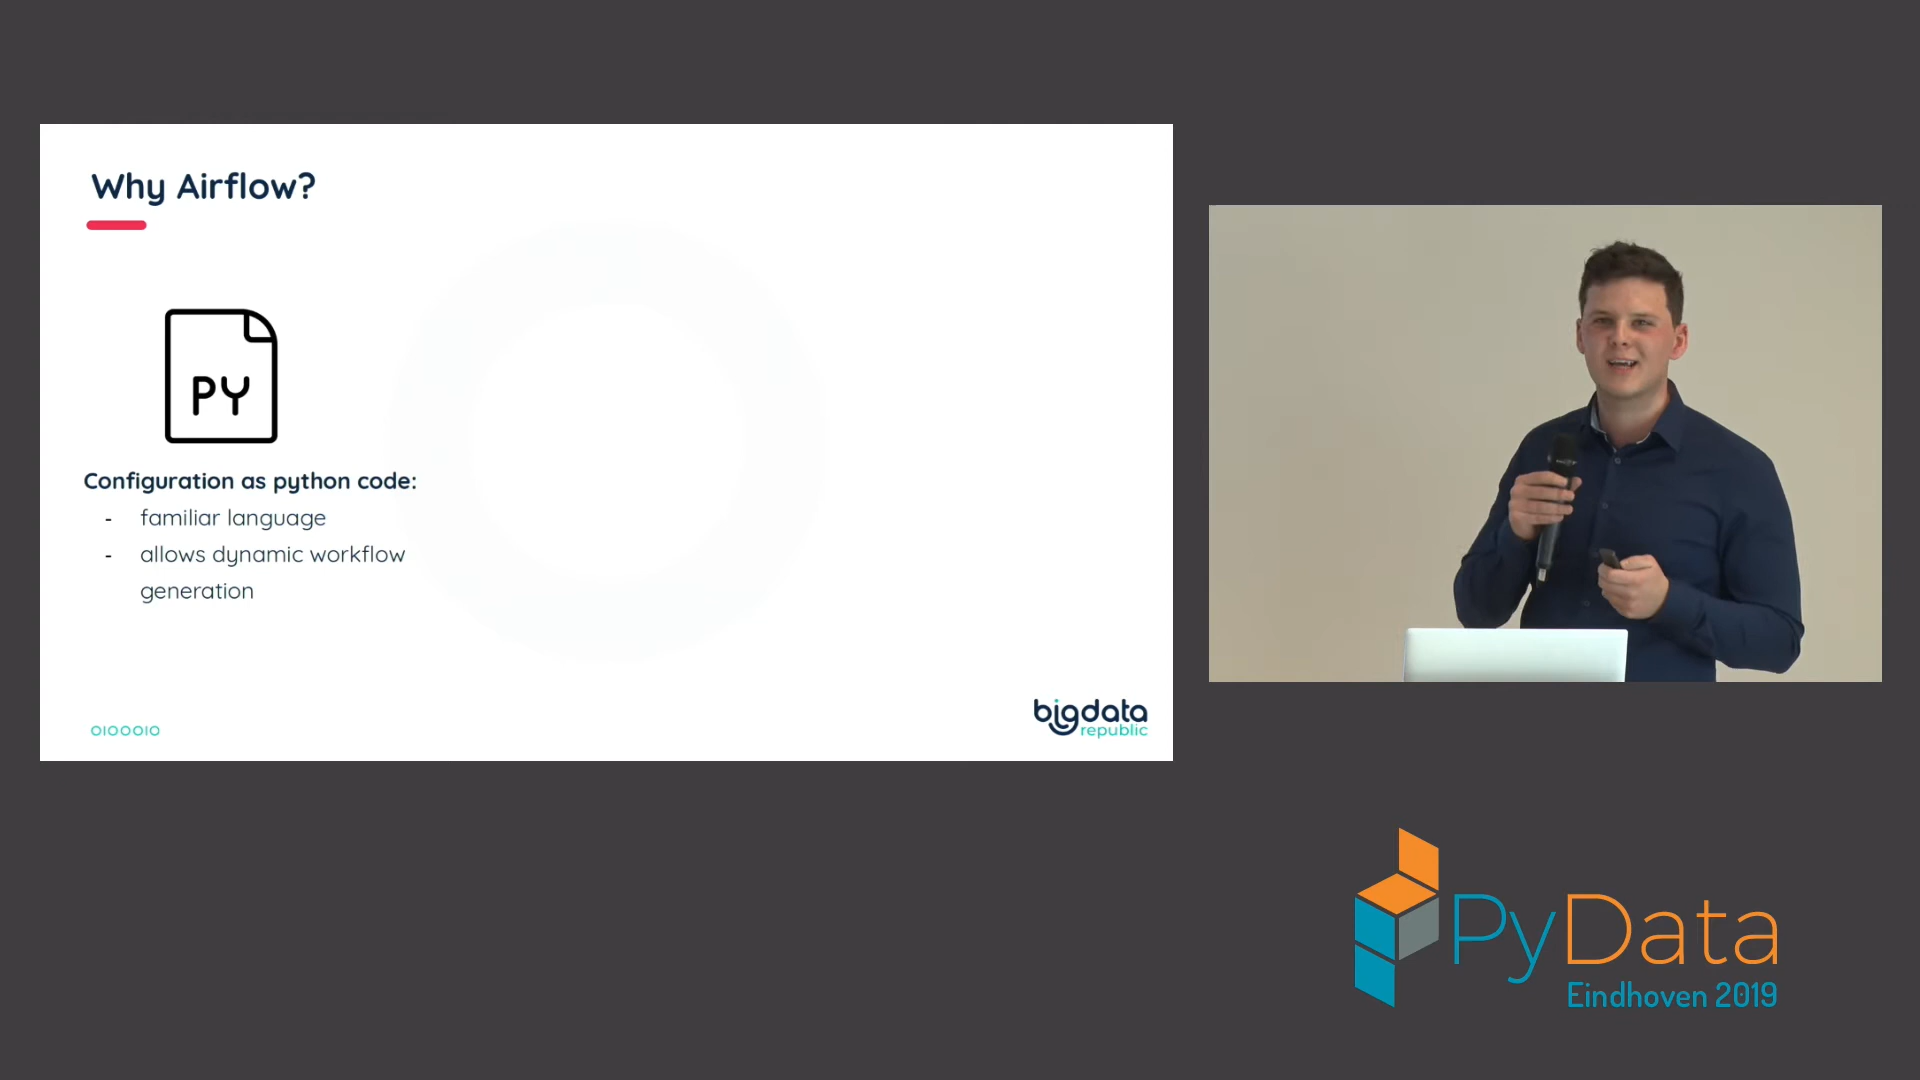 Why Airflow?
PY
Configuration as python code:
- familiar language
- allows dynamic workflow
generation
0100010
bigdata
republic
PyData
Eindhoven 2019